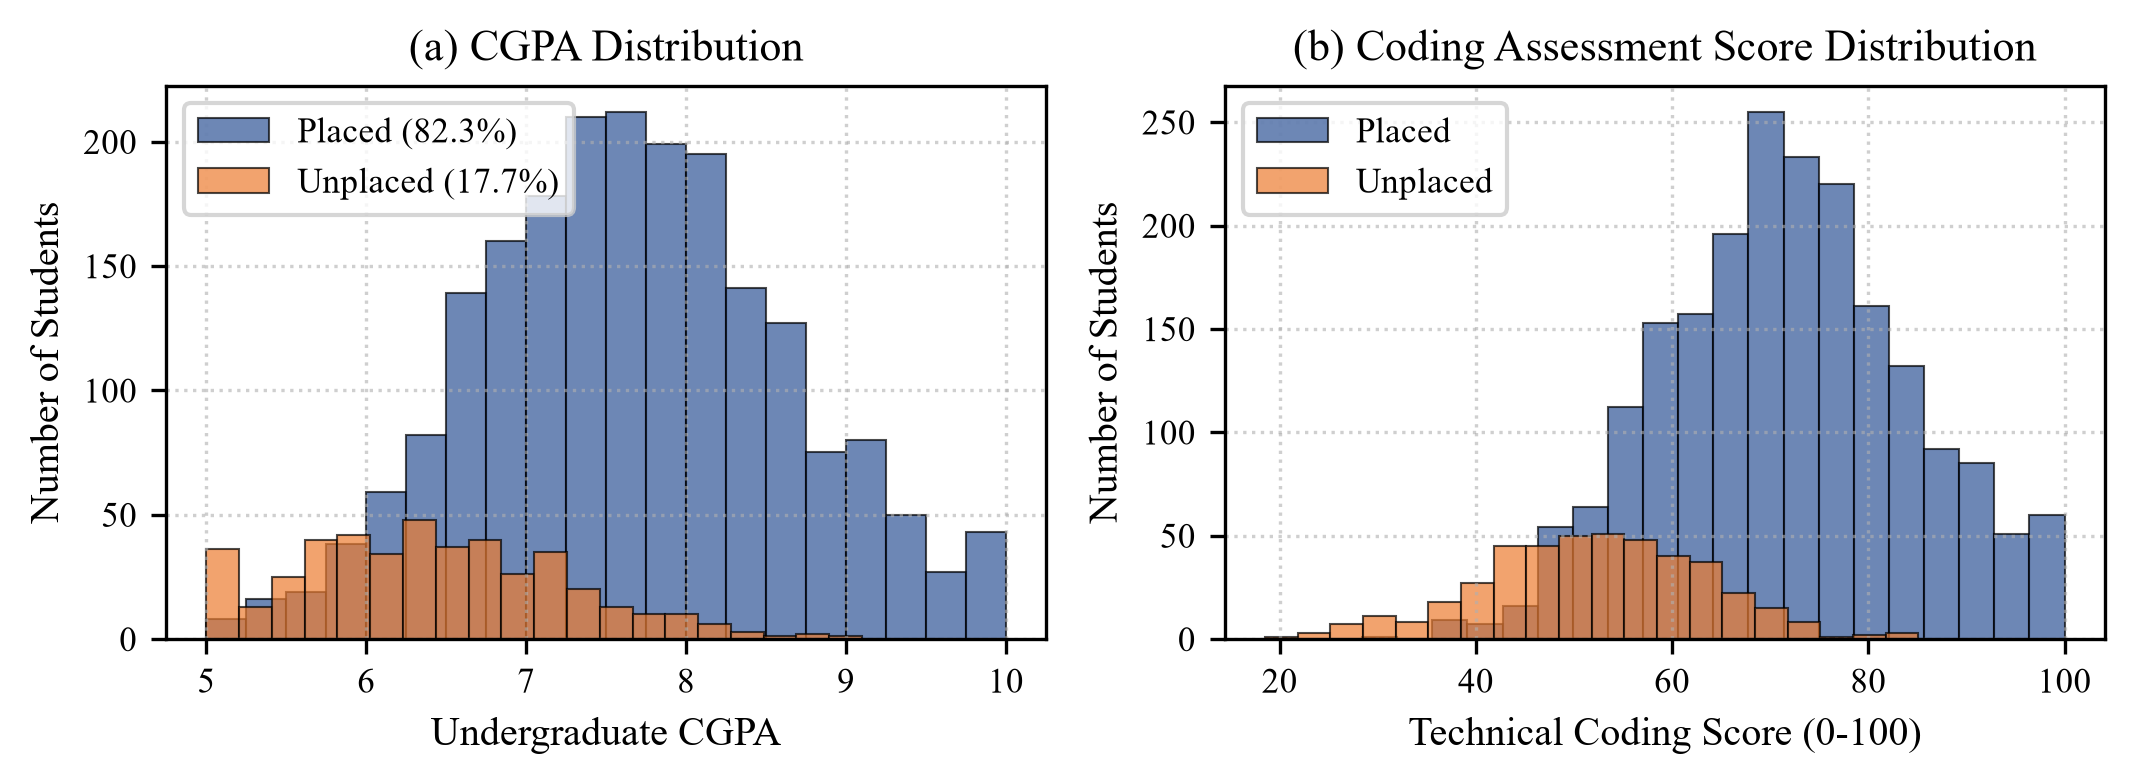 (a) CGPA Distribution
Placed (82.3%)
Unplaced (17.7%)
Number of Students
200
150
100
50
0
5 6 7 8 9 10
Undergraduate CGPA
(b) Coding Assessment Score Distribution
Placed
Unplaced
Number of Students
250
200
150
100
50
0
20 40 60 80 100
Technical Coding Score (0-100)